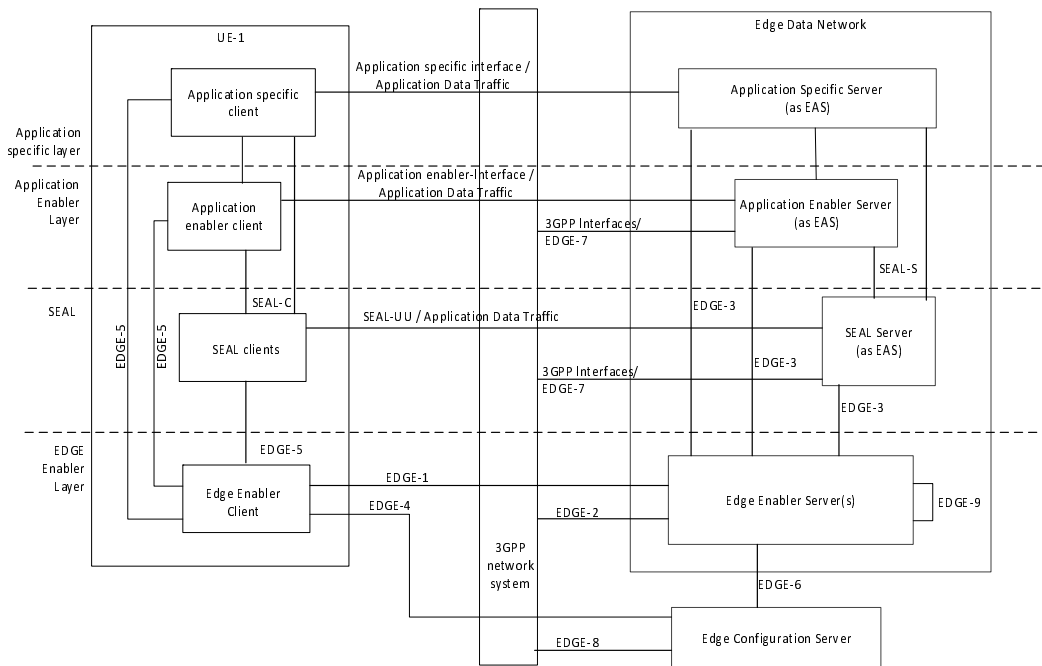 UE-1
Edge Data Network
Application specific interface /
Application Data Traffic
Application specific
client
Application Specific Server
(as EAS)
Application
specific layer
Application
Enabler
Layer
Application enabler-Interface /
Application Data Traffic
Application
enabler client
Application Enabler Server
(as EAS)
3GPP Interfaces/
EDGE-7
SEAL-S
SEAL
SEAL-C
EDGE-3
SEAL-UU / Application Data Traffic
SEAL clients
SEAL Server
(as EAS)
EDGE-5
EDGE-5
EDGE-3
3GPP Interfaces/
EDGE-7
EDGE-3
EDGE
Enabler
Layer
EDGE-5
EDGE-1
Edge Enabler
Client
Edge Enabler Server(s)
EDGE-9
EDGE-4
EDGE-2
3GPP
network
system
EDGE-6
Edge Configuration Server
EDGE-8